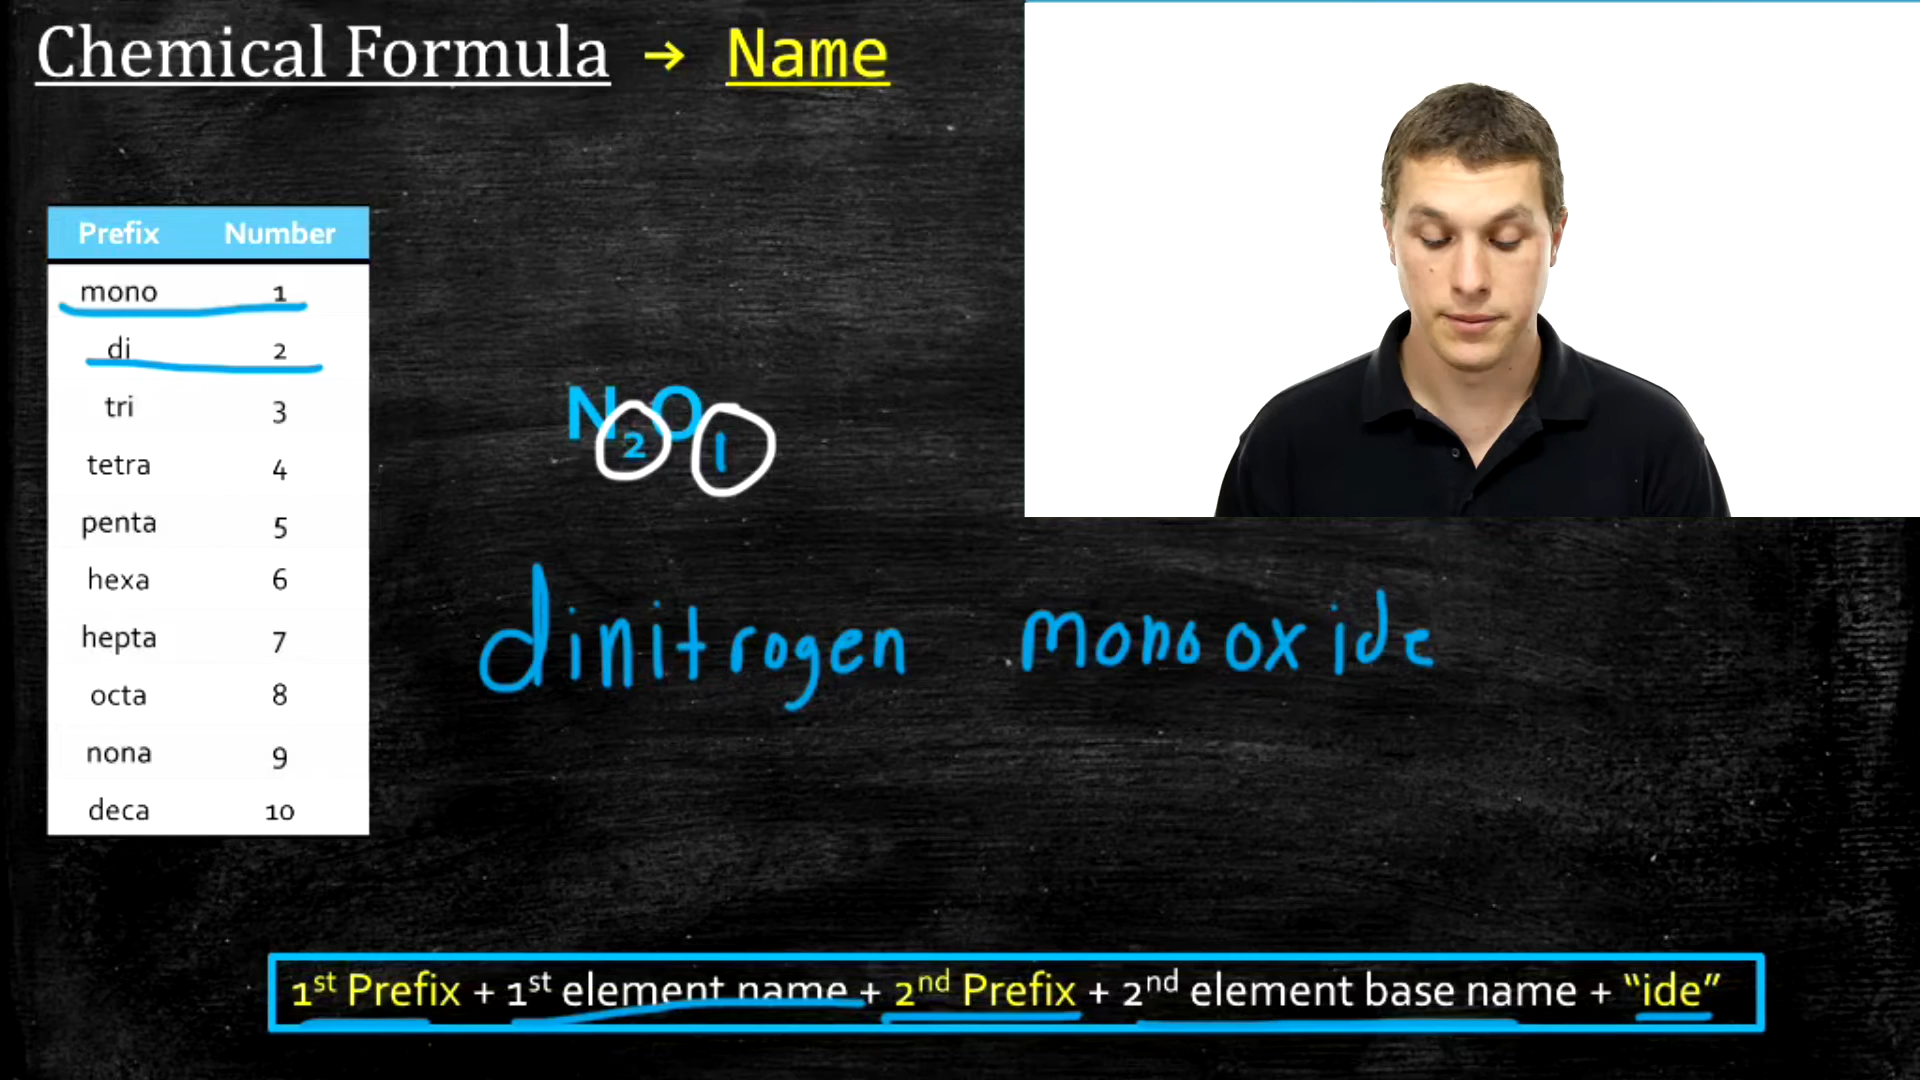 Chemical Formula → Name
Prefix Number
mono 1
di 2
tri 3
tetra 4
penta 5
hexa 6
hepta 7
octa 8
nona 9
deca 10
N2O1
dinitrogen monooxide
1st Prefix + 1st element name + 2nd Prefix + 2nd element base name + “ide”